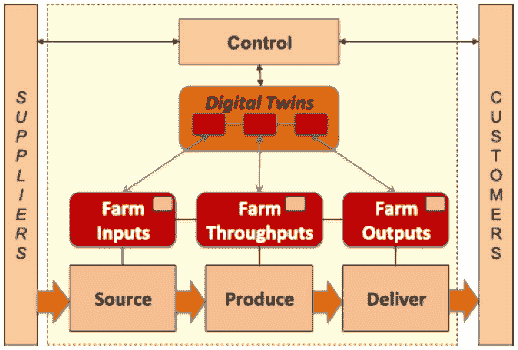 SUPPLIERS
Control
CUSTOMERS
Digital Twins
Farm
Inputs
Farm
Throughputs
Farm
Outputs
Source
Produce
Deliver